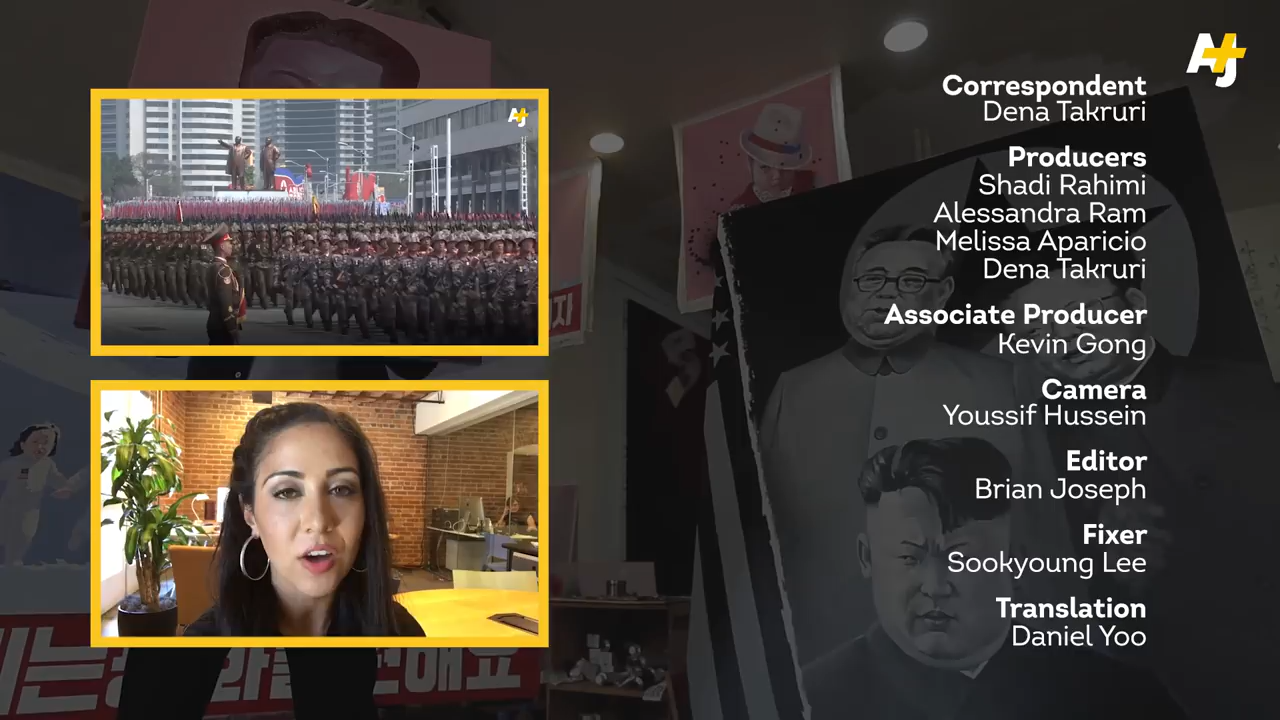 AJ+
Correspondent
Dena Takruri
Producers
Shadi Rahimi
Alessandra Ram
Melissa Aparicio
Dena Takruri
Associate Producer
Kevin Gong
Camera
Youssif Hussein
Editor
Brian Joseph
Fixer
Sookyoung Lee
Translation
Daniel Yoo
AJ+